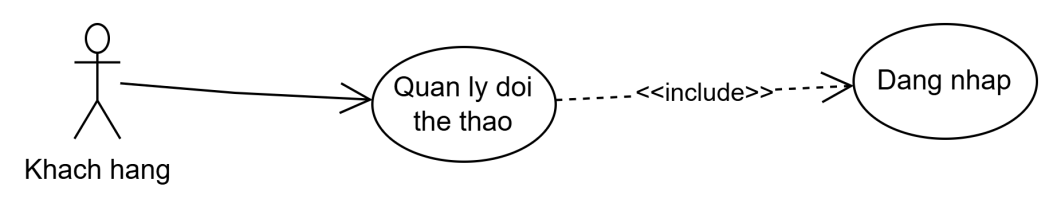 Quan ly doi
the thao
<<include>>
Dang nhap
Khach hang